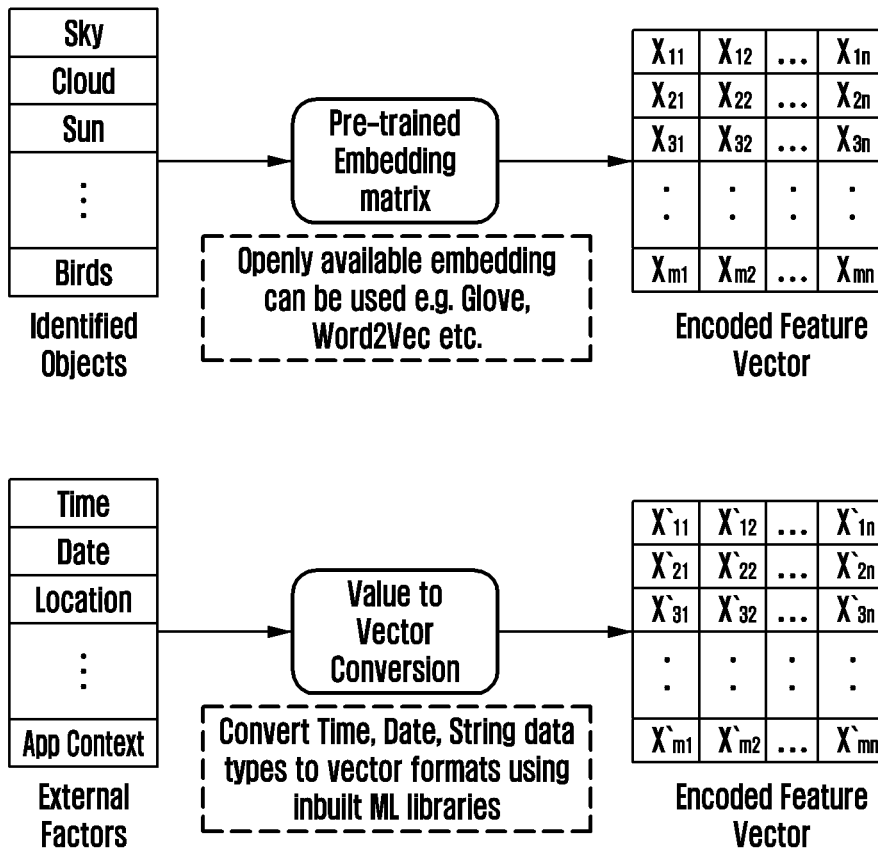 Sky
Cloud
Sun
⋮
Birds
Identified
Objects
Pre-trained
Embedding
matrix
Openly available embedding
can be used e.g. Glove,
Word2Vec etc.
X11 X12 ... X1n
X21 X22 ... X2n
X31 X32 ... X3n
: : : :
Xm1 Xm2 ... Xmn
Encoded Feature
Vector
Time
Date
Location
⋮
App Context
External
Factors
Value to
Vector
Conversion
Convert Time, Date, String data
types to vector formats using
inbuilt ML libraries
X`11 X`12 ... X`1n
X`21 X`22 ... X`2n
X`31 X`32 ... X`3n
: : : :
X`m1 X`m2 ... X`mn
Encoded Feature
Vector